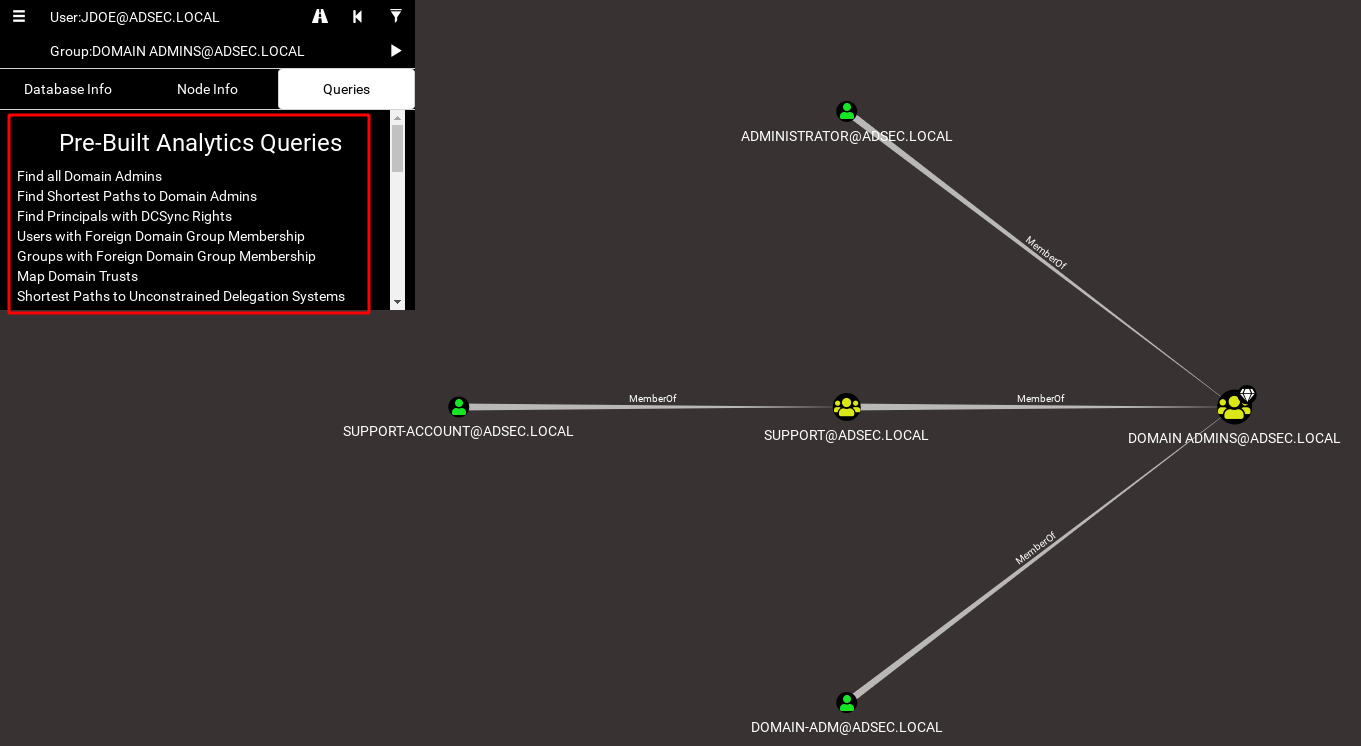 User:JDOE@ADSEC.LOCAL
Group:DOMAIN ADMINS@ADSEC.LOCAL
Database Info Node Info Queries
Pre-Built Analytics Queries
Find all Domain Admins
Find Shortest Paths to Domain Admins
Find Principals with DCSync Rights
Users with Foreign Domain Group Membership
Groups with Foreign Domain Group Membership
Map Domain Trusts
Shortest Paths to Unconstrained Delegation Systems
ADMINISTRATOR@ADSEC.LOCAL
MemberOf
MemberOf
MemberOf
SUPPORT-ACCOUNT@ADSEC.LOCAL
SUPPORT@ADSEC.LOCAL
DOMAIN ADMINS@ADSEC.LOCAL
MemberOf
DOMAIN-ADM@ADSEC.LOCAL